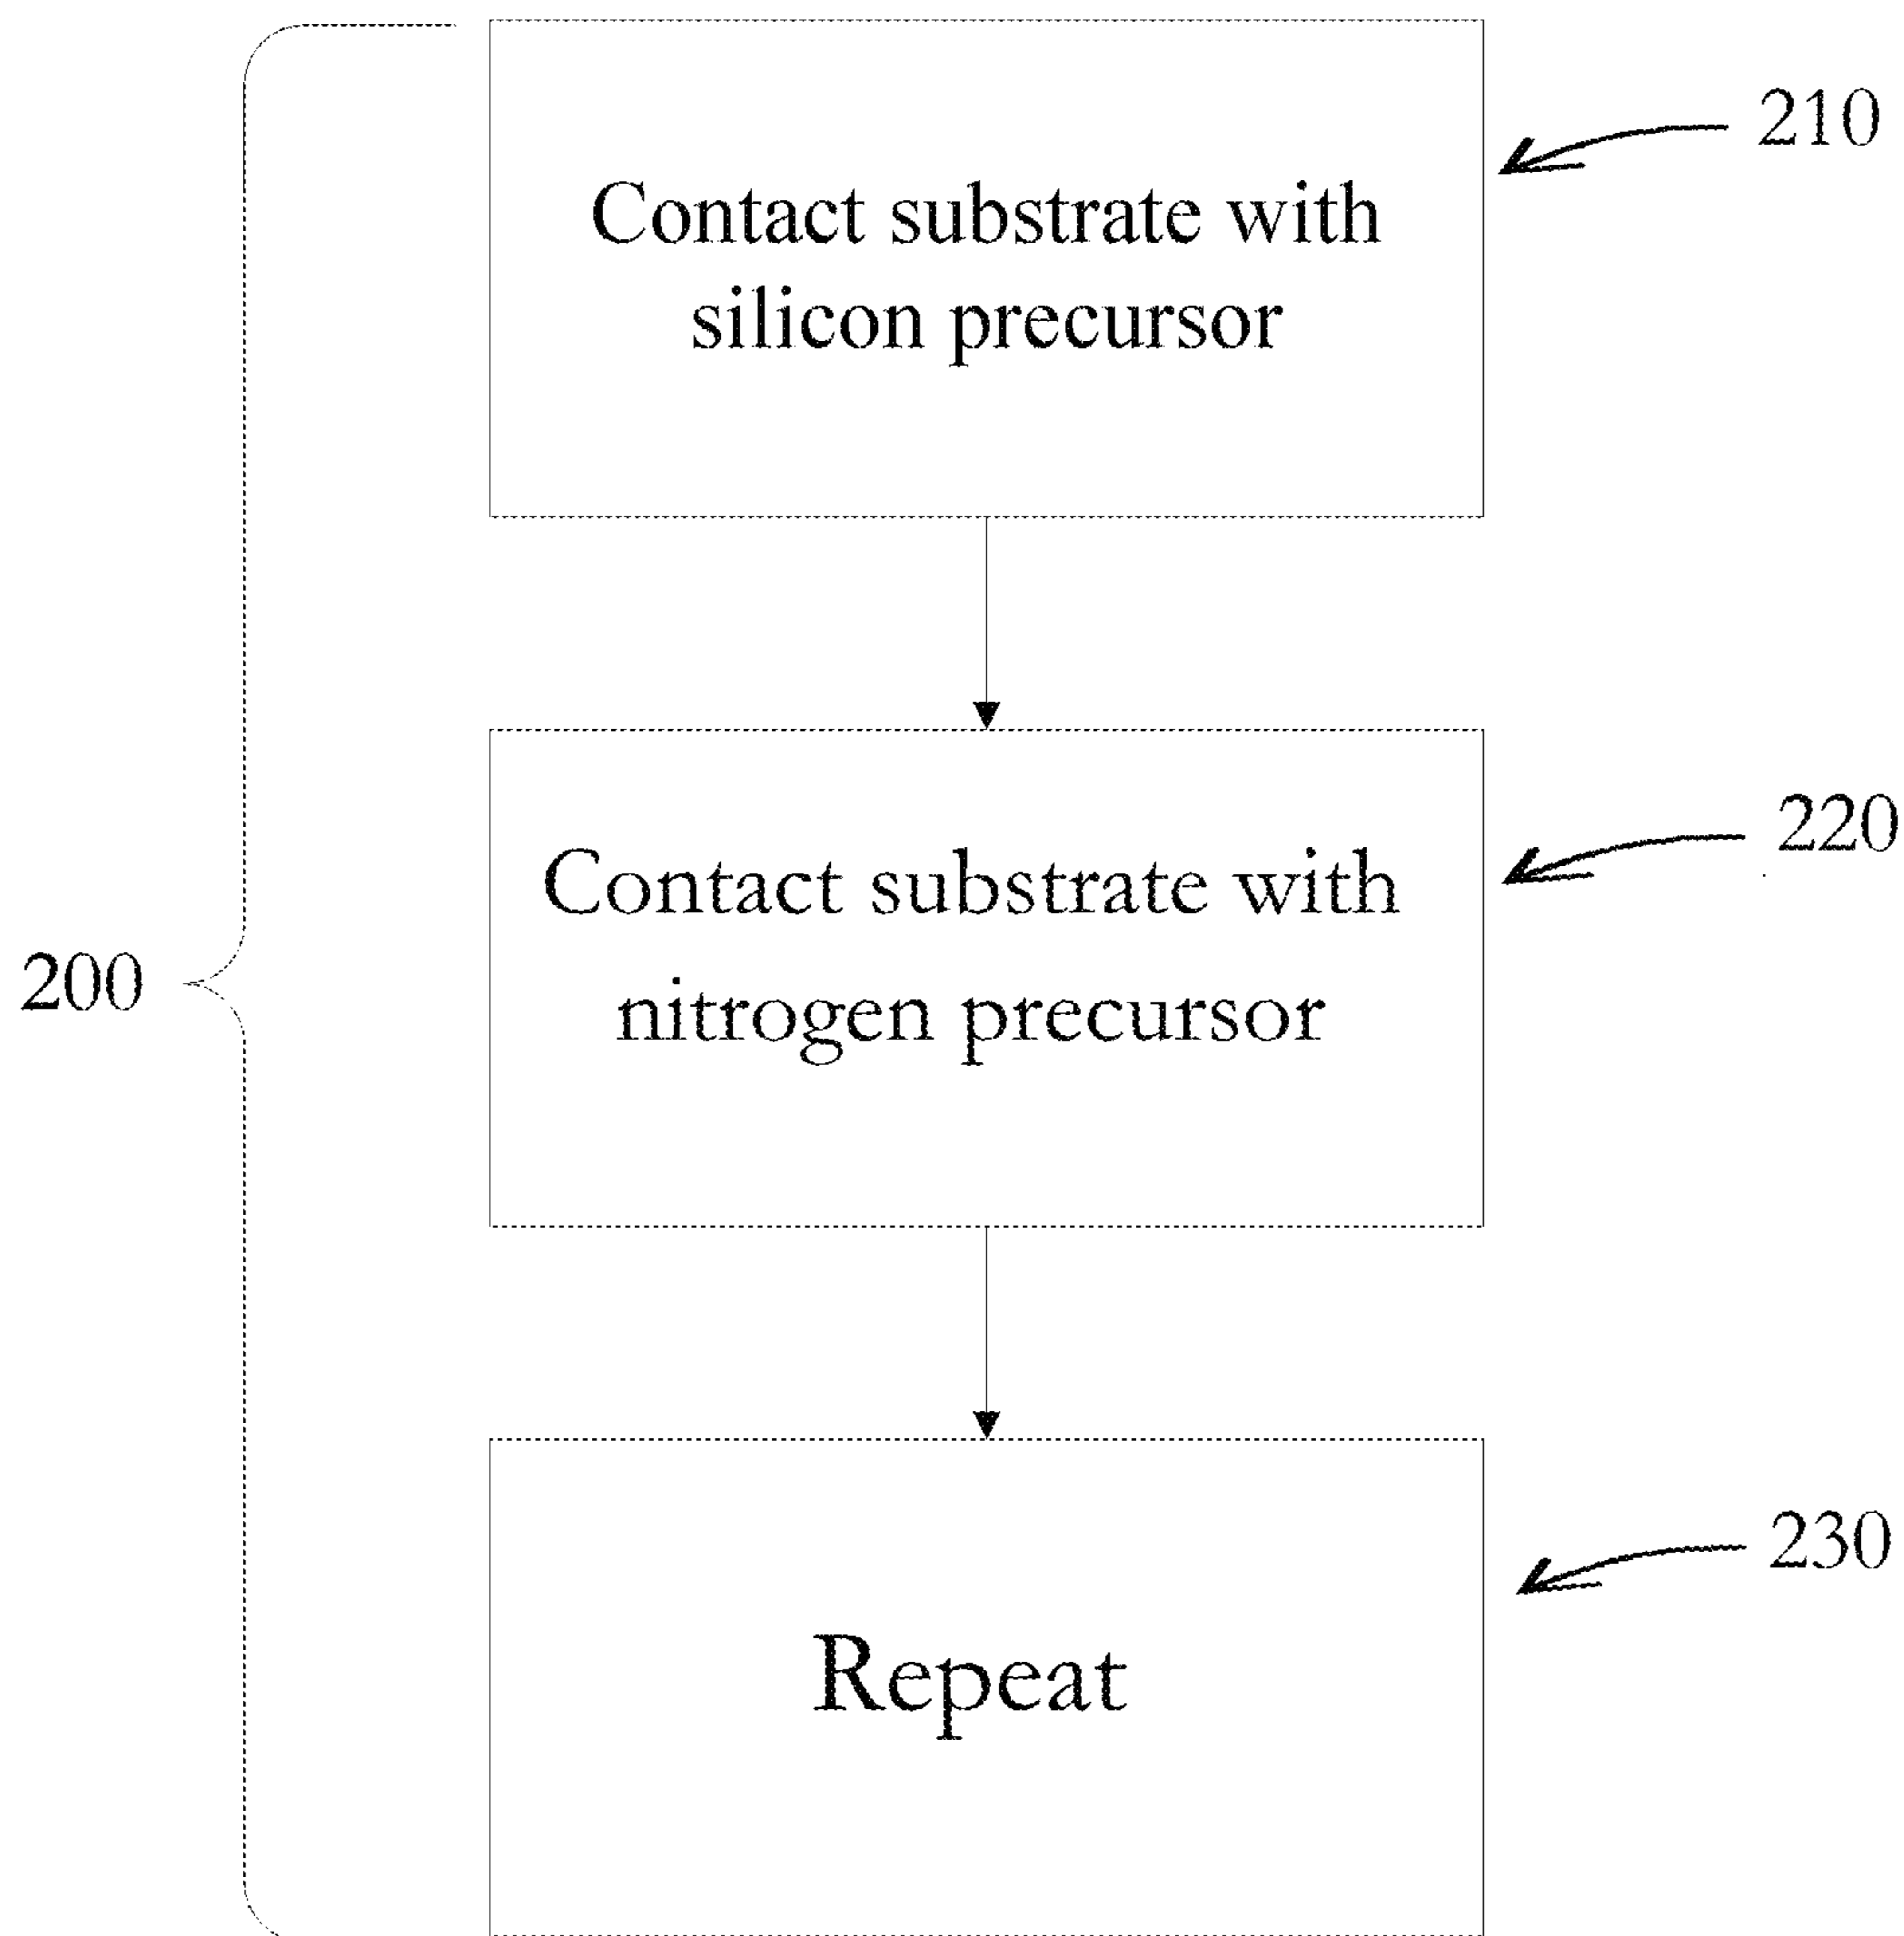 210
Contact substrate with
silicon precursor
220
Contact substrate with
nitrogen precursor
200
230
Repeat